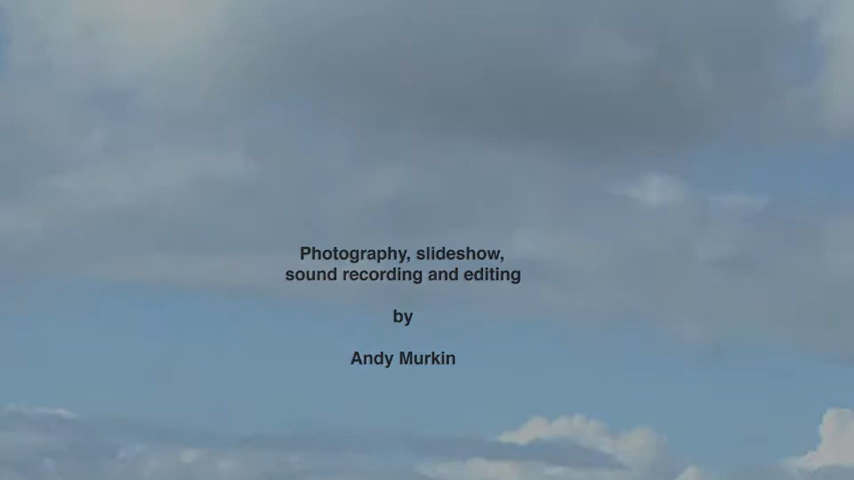 Photography, slideshow,
sound recording and editing
by
Andy Murkin